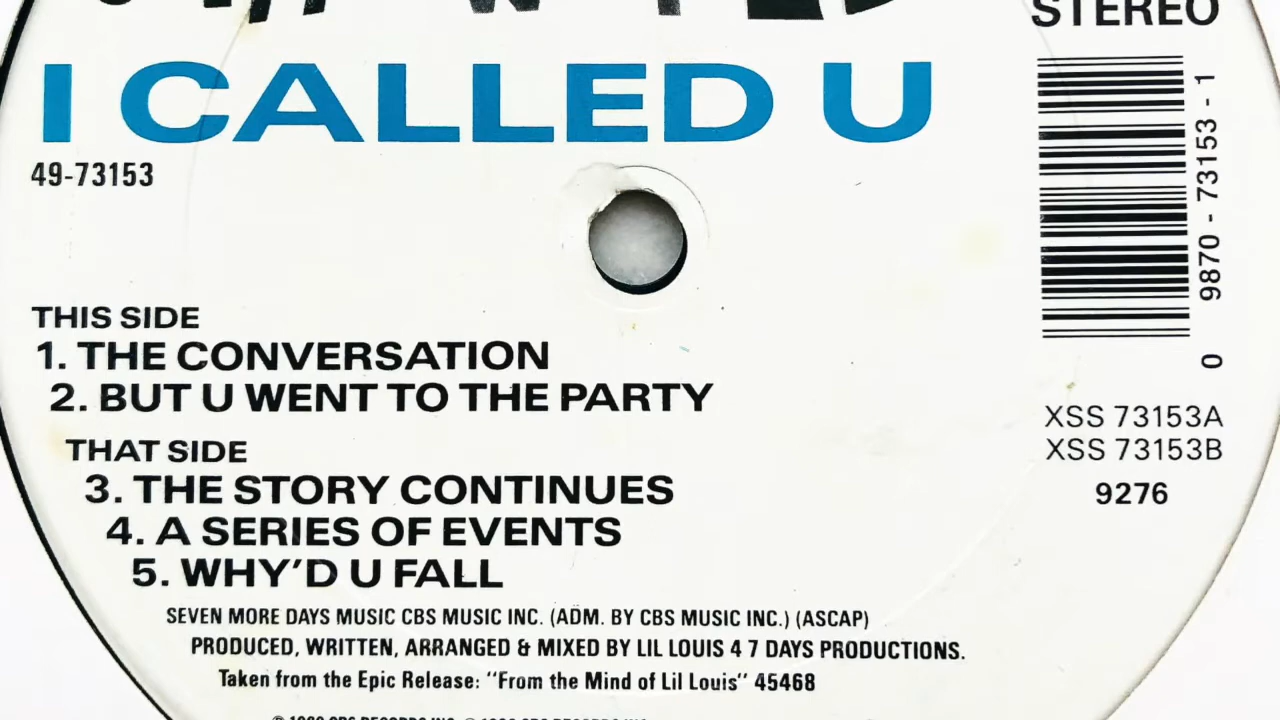 STEREO
I CALLED U
49-73153
9870 - 73153 - 1
0
THIS SIDE
1. THE CONVERSATION
2. BUT U WENT TO THE PARTY
THAT SIDE
3. THE STORY CONTINUES
4. A SERIES OF EVENTS
5. WHY'D U FALL
XSS 73153A
XSS 73153B
9276
SEVEN MORE DAYS MUSIC CBS MUSIC INC. (ADM. BY CBS MUSIC INC.) (ASCAP)
PRODUCED, WRITTEN, ARRANGED & MIXED BY LIL LOUIS 4 7 DAYS PRODUCTIONS.
Taken from the Epic Release: "From the Mind of Lil Louis" 45468